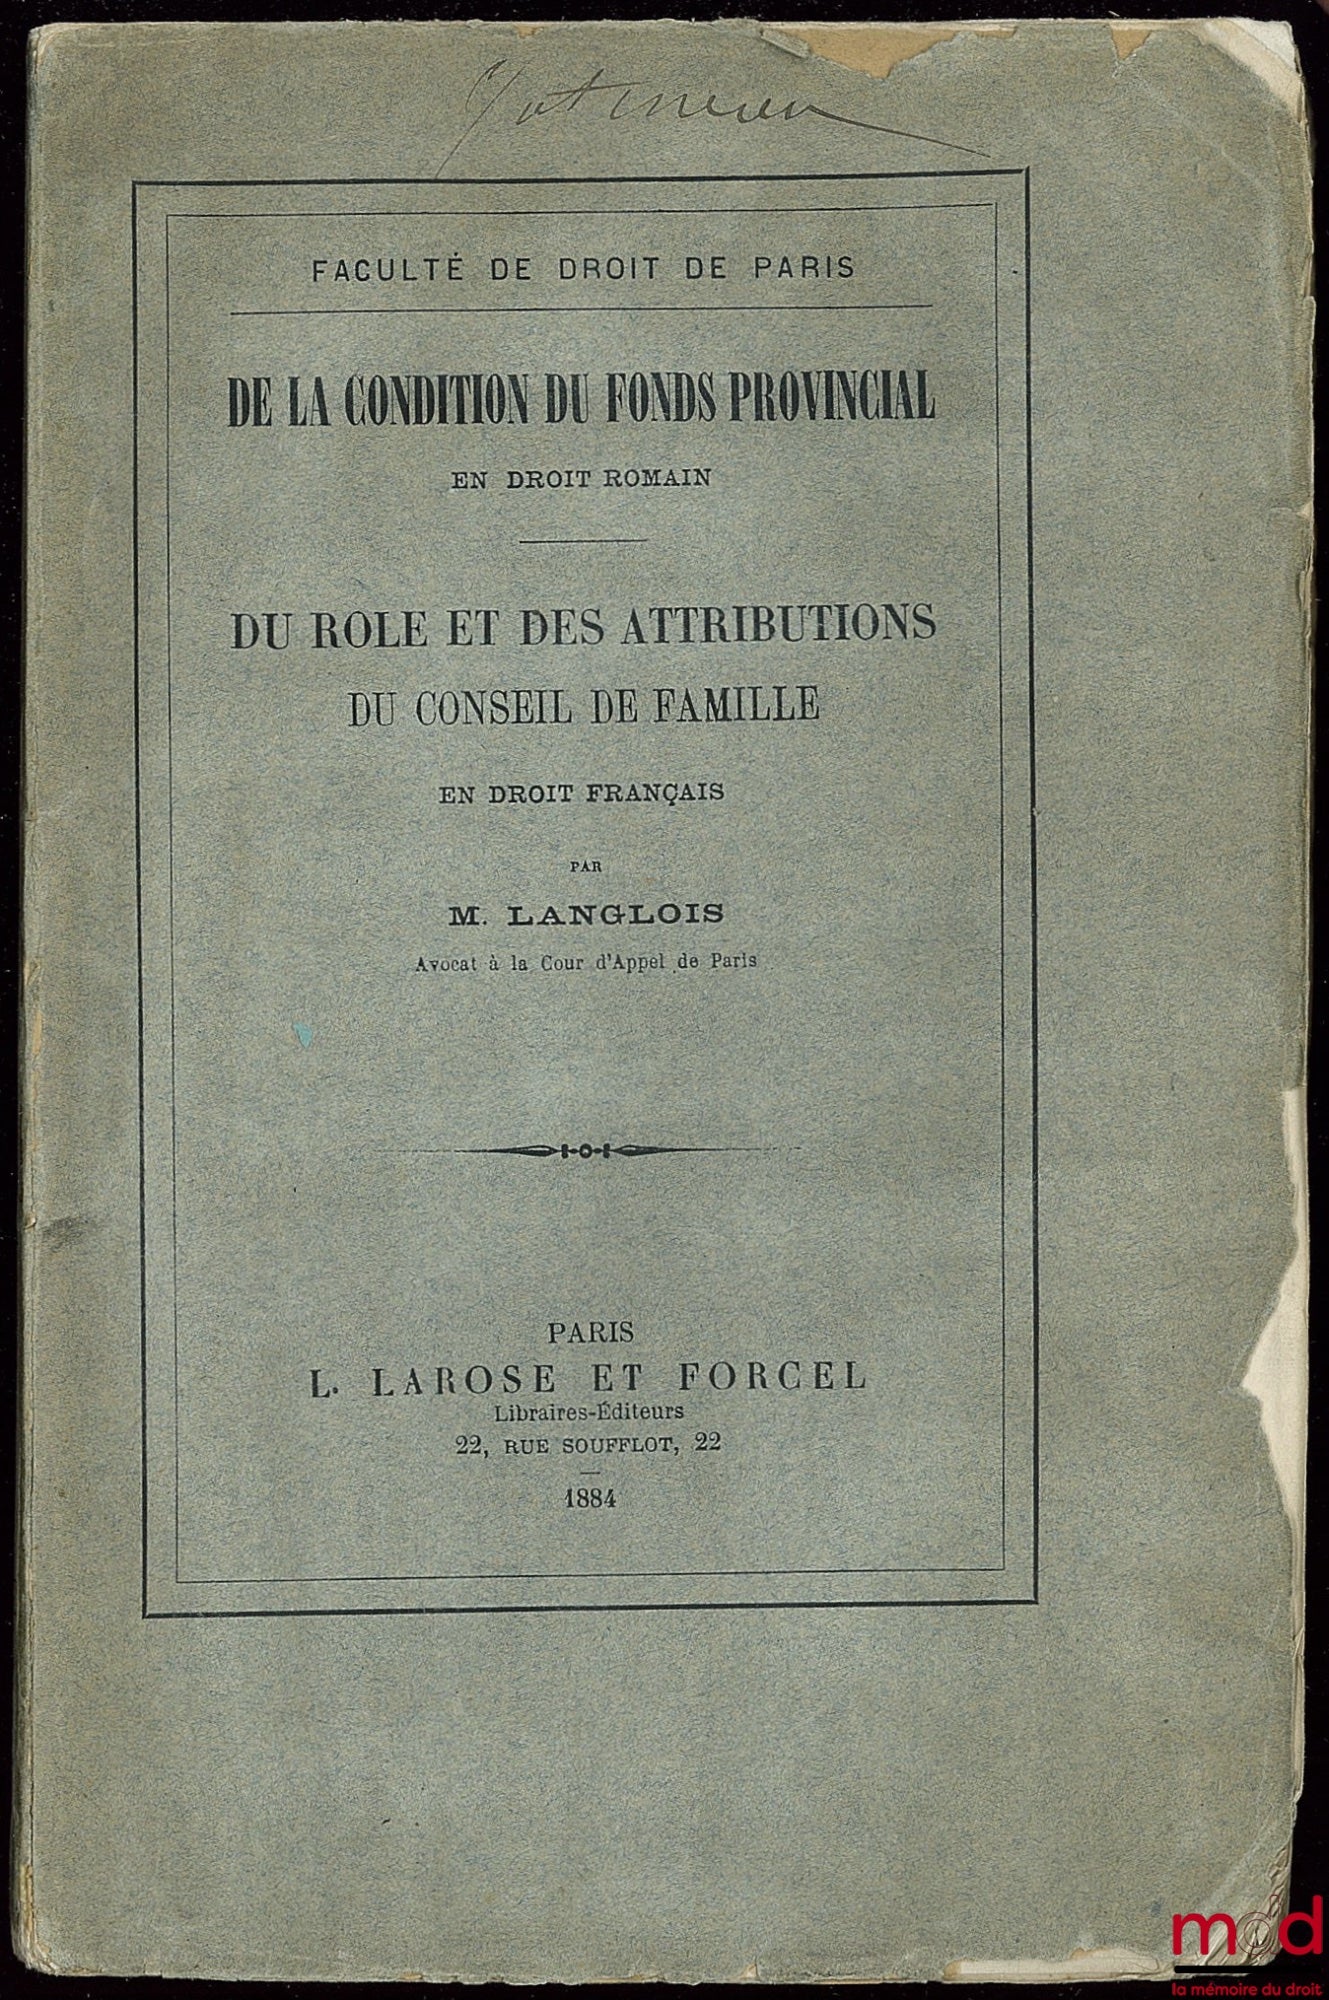 FACULTÉ DE DROIT DE PARIS
DE LA CONDITION DU FONDS PROVINCIAL
EN DROIT ROMAIN
DU ROLE ET DES ATTRIBUTIONS
DU CONSEIL DE FAMILLE
EN DROIT FRANÇAIS
PAR
M. LANGLOIS
Avocat à la Cour d'Appel de Paris
PARIS
L. LAROSE ET FORCEL
Libraires-Éditeurs
22, RUE SOUFFLOT, 22
1884
mod
la mémoire du droit